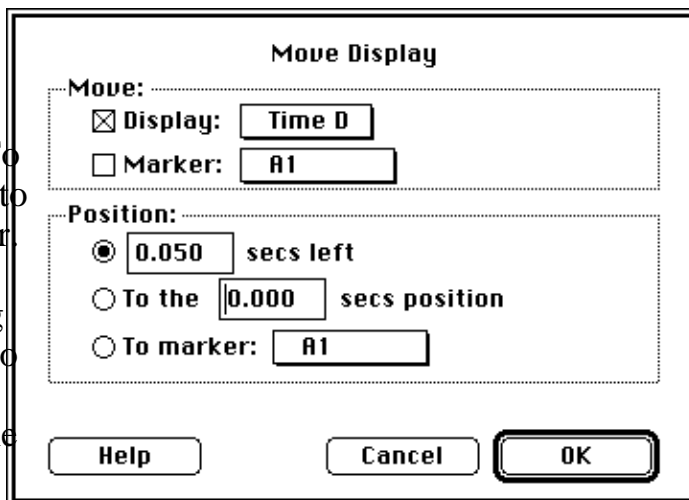 Move Display
Move:
Display: Time D
Marker: A1
to
Position:
0.050 secs left
To the 0.000 secs position
To marker: A1
Help Cancel OK